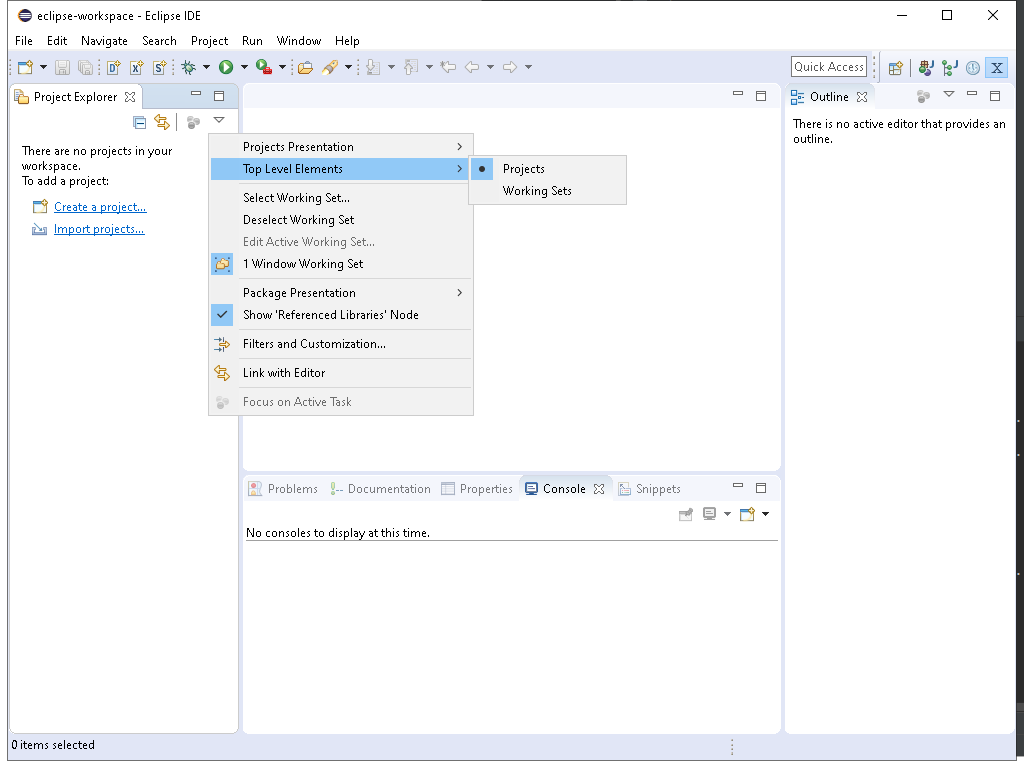 eclipse-workspace - Eclipse IDE
File Edit Navigate Search Project Run Window Help
Quick Access
Project Explorer
There are no projects in your
workspace.
To add a project:
Create a project...
Import projects...
Projects Presentation
Top Level Elements
Select Working Set...
Deselect Working Set
Edit Active Working Set...
1 Window Working Set
Package Presentation
Show 'Referenced Libraries' Node
Filters and Customization...
Link with Editor
Focus on Active Task
Projects
Working Sets
Outline
There is no active editor that provides an
outline.
Problems Documentation Properties Console Snippets
No consoles to display at this time.
0 items selected